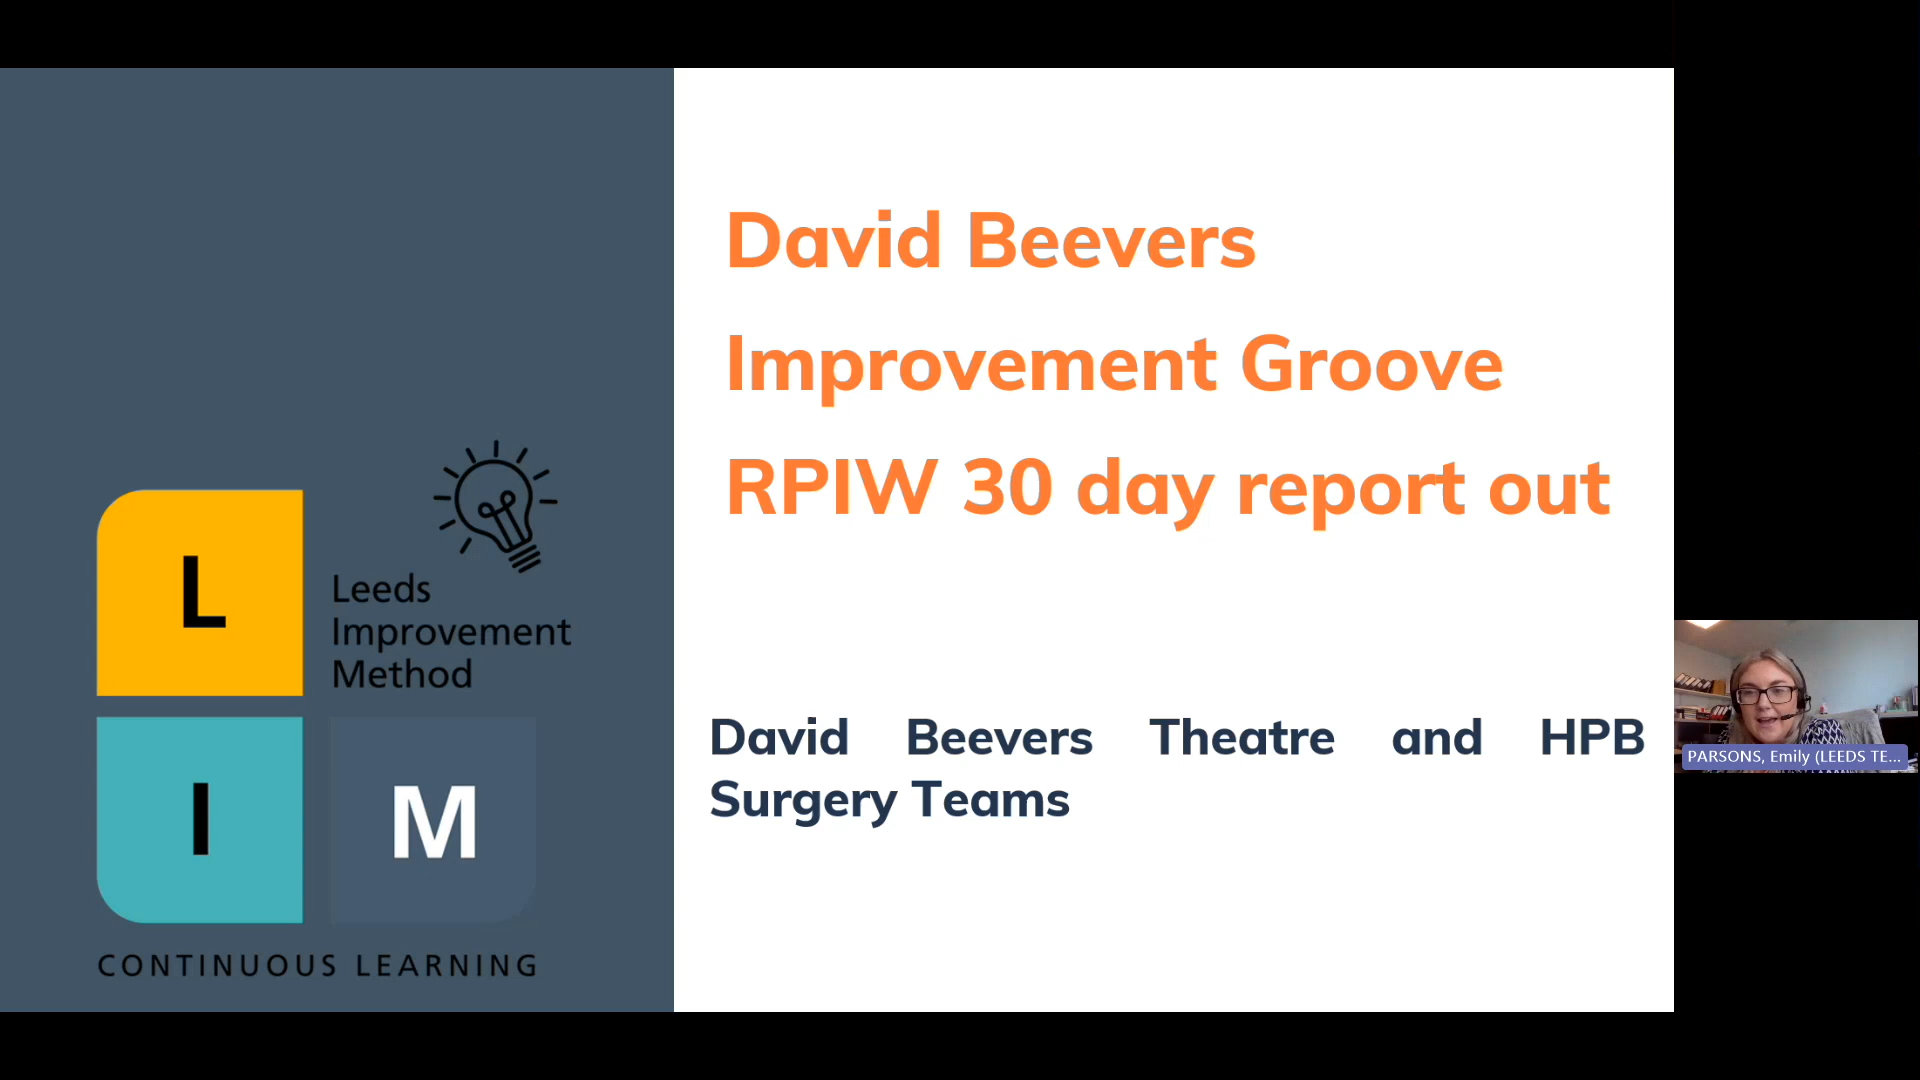 David Beevers
Improvement Groove
RPIW 30 day report out
L
Leeds
Improvement
Method
I
M
CONTINUOUS LEARNING
David Beevers Theatre and HPB
Surgery Teams
PARSONS, Emily (LEEDS TE...